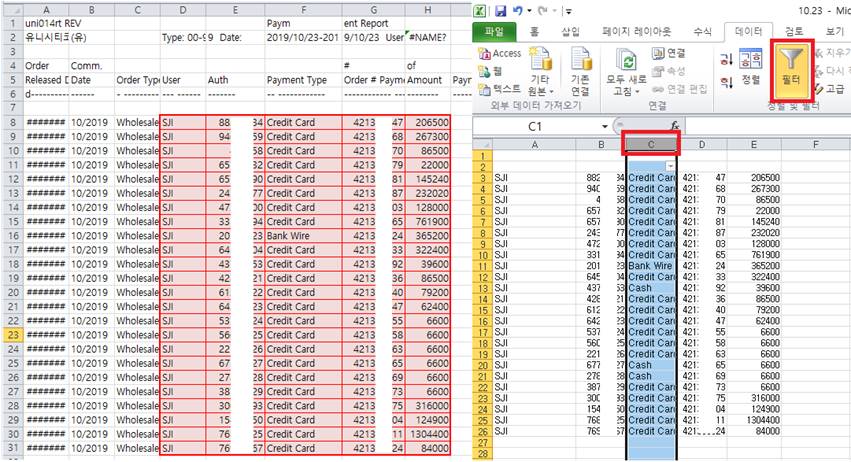 A B C D E F G H
1 uni014rt REV Paym ent Report
2 유니시티코(유) Type: 00-99 Date: 2019/10/23-201 9/10/23 User #NAME?
3
4 Order Comm. # of
5 Released D Date Order Type User Auth Payment Type Order # Paym Amount Paym
6 d--------- --------- --- ------- -- ------- ------------ --------- ------- ---------
7
8 ####### 10/2019 Wholesale SJI 88 34 Credit Card 4213 47 206500
9 ####### 10/2019 Wholesale SJI 94 59 Credit Card 4213 68 267300
10 ####### 10/2019 Wholesale SJI 58 Credit Card 4213 70 86500
11 ####### 10/2019 Wholesale SJI 65 32 Credit Card 4213 79 22000
12 ####### 10/2019 Wholesale SJI 65 90 Credit Card 4213 81 145240
13 ####### 10/2019 Wholesale SJI 24 77 Credit Card 4213 87 232020
14 ####### 10/2019 Wholesale SJI 47 00 Credit Card 4213 03 128000
15 ####### 10/2019 Wholesale SJI 33 94 Credit Card 4213 65 761900
16 ####### 10/2019 Wholesale SJI 20 23 Bank Wire 4213 24 365200
17 ####### 10/2019 Wholesale SJI 64 04 Credit Card 4213 33 322400
18 ####### 10/2019 Wholesale SJI 43 53 Credit Card 4213 92 39600
19 ####### 10/2019 Wholesale SJI 42 21 Credit Card 4213 36 86500
20 ####### 10/2019 Wholesale SJI 61 22 Credit Card 4213 40 79200
21 ####### 10/2019 Wholesale SJI 64 23 Credit Card 4213 47 62400
22 ####### 10/2019 Wholesale SJI 53 24 Credit Card 4213 55 6600
23 ####### 10/2019 Wholesale SJI 56 25 Credit Card 4213 58 6600
24 ####### 10/2019 Wholesale SJI 22 26 Credit Card 4213 63 6600
25 ####### 10/2019 Wholesale SJI 67 27 Credit Card 4213 65 6600
26 ####### 10/2019 Wholesale SJI 27 28 Credit Card 4213 69 6600
27 ####### 10/2019 Wholesale SJI 38 29 Credit Card 4213 73 6600
28 ####### 10/2019 Wholesale SJI 30 93 Credit Card 4213 75 316000
29 ####### 10/2019 Wholesale SJI 15 50 Credit Card 4213 04 124900
30 ####### 10/2019 Wholesale SJI 76 25 Credit Card 4213 11 1304400
31 ####### 10/2019 Wholesale SJI 76 67 Credit Card 4213 24 84000
10.23 - Mic
파일 홈 삽입 페이지 레이아웃 수식 데이터 검토 보기
Access
웹
텍스트
기타 원본
기존 연결
외부 데이터 가져오기
모두 새로 고침
연결
속성
연결 편집
연결
정렬
필터
지우기
다시
고급
정렬 및 필터
C1 fx
A B C D E F
1
2
3 SJI 882 34 Credit Card 421 47 206500
4 SJI 940 59 Credit Card 421 68 267300
5 SJI 4 58 Credit Card 421 70 86500
6 SJI 657 32 Credit Card 421 79 22000
7 SJI 657 90 Credit Card 421 81 145240
8 SJI 243 77 Credit Card 421 87 232020
9 SJI 472 00 Credit Card 421 03 128000
10 SJI 331 94 Credit Card 421 65 761900
11 SJI 201 23 Bank Wire 421 24 365200
12 SJI 645 04 Credit Card 421 33 322400
13 SJI 437 53 Cash 421 92 39600
14 SJI 428 21 Credit Card 421 36 86500
15 SJI 612 22 Credit Card 421 40 79200
16 SJI 642 23 Credit Card 421 47 62400
17 SJI 537 24 Credit Card 421 55 6600
18 SJI 560 25 Credit Card 421 58 6600
19 SJI 221 26 Credit Card 421 63 6600
20 SJI 677 27 Cash 421 65 6600
21 SJI 276 28 Cash 421 69 6600
22 SJI 387 29 Credit Card 421 73 6600
23 SJI 300 93 Credit Card 421 75 316000
24 SJI 154 50 Credit Card 421 04 124900
25 SJI 768 25 Credit Card 421 11 1304400
26 SJI 765 67 Credit Card 421 24 84000
27
28